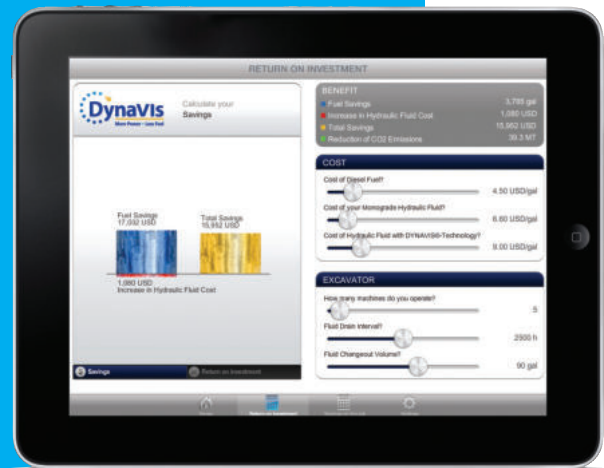 RETURN ON INVESTMENT
DynaVis
More Power - Less Fuel
Calculate your
Savings
Fuel Savings
17,032 USD
Total Savings
15,952 USD
1,080 USD
Increase in Hydraulic Fluid Cost
Savings
Return on Investment
BENEFIT
Fuel Savings 3,785 gal
Increase in Hydraulic Fluid Cost 1,080 USD
Total Savings 15,952 USD
Reduction of CO2 Emissions 39.3 MT
COST
Cost of Diesel Fuel?
4.50 USD/gal
Cost of your Monograde Hydraulic Fluid?
6.60 USD/gal
Cost of Hydraulic Fluid with DYNAVIS®-Technology?
9.00 USD/gal
EXCAVATOR
How many machines do you operate?
5
Fluid Drain Interval?
2500 h
Fluid Changeout Volume?
90 gal
Return on Investment